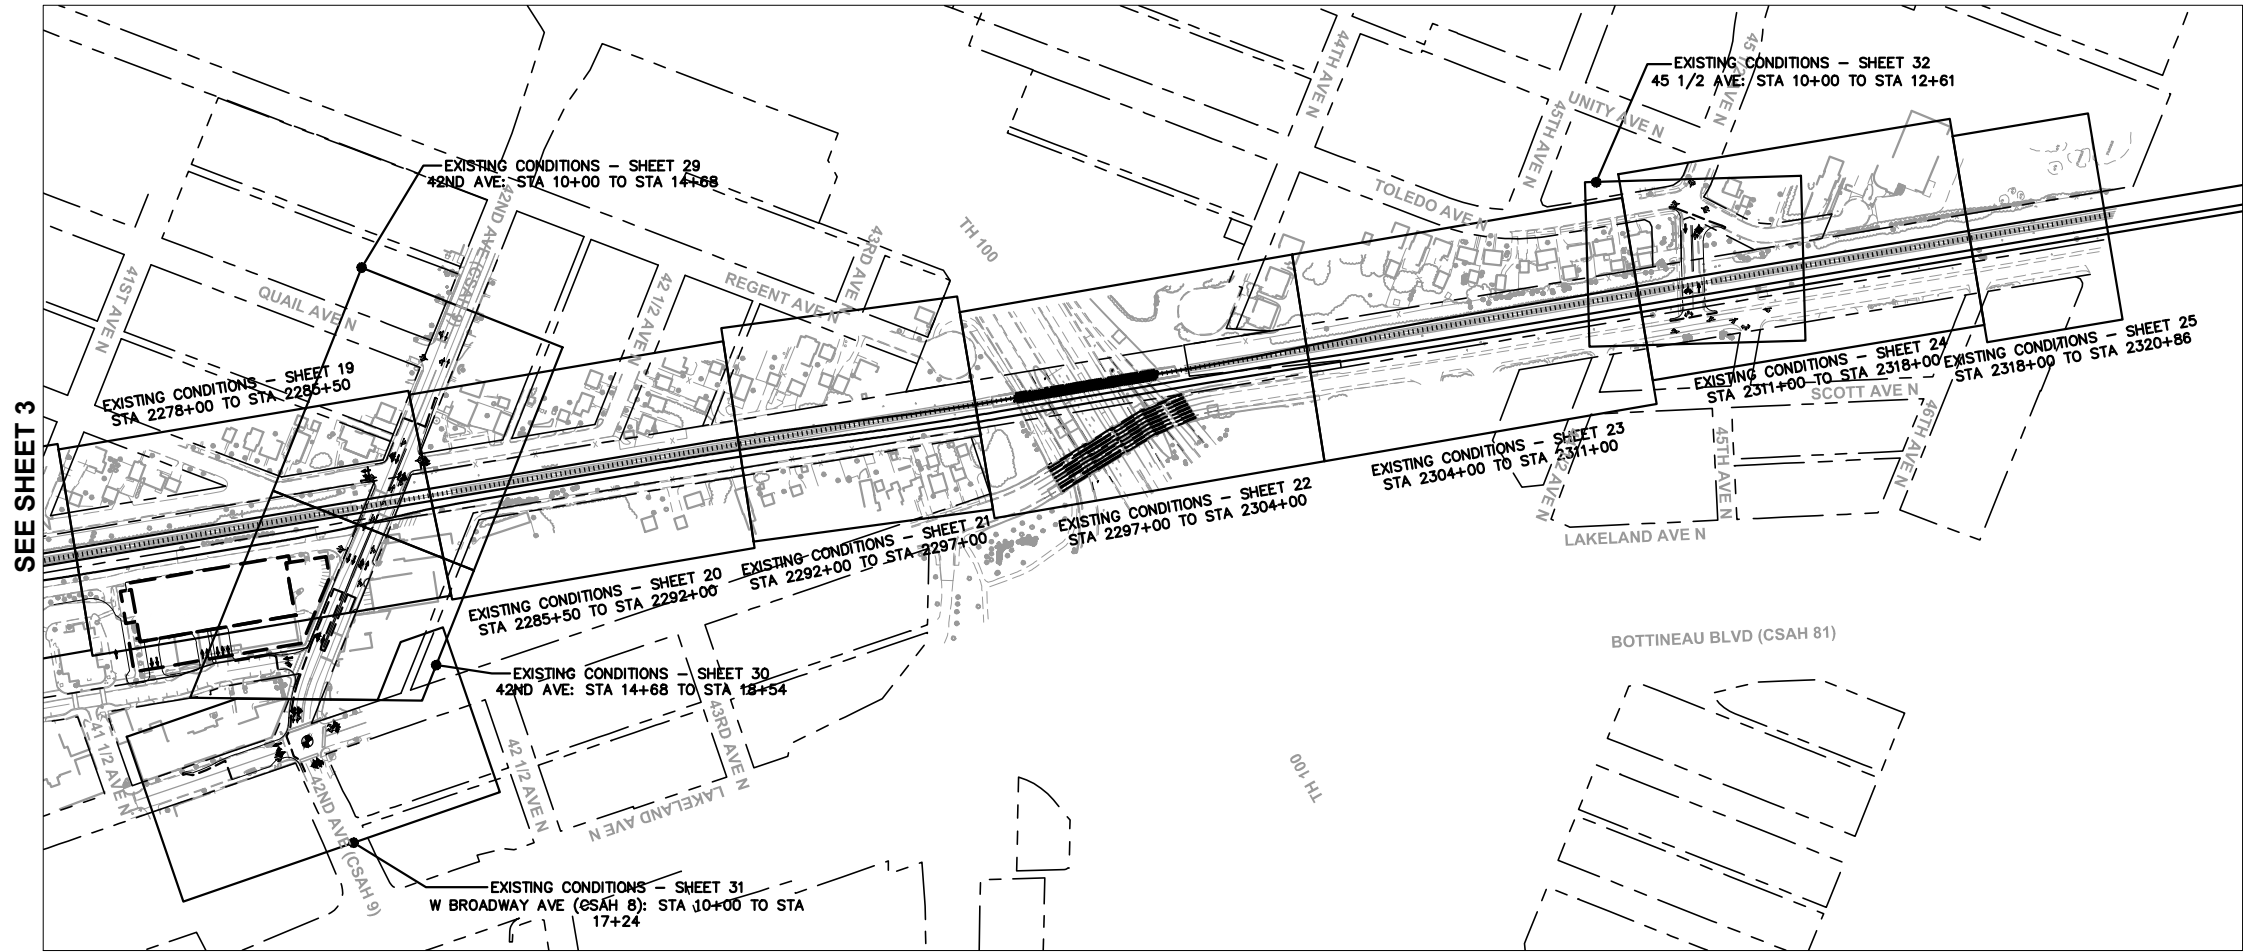 SEE SHEET 3
EXISTING CONDITIONS – SHEET 29
42ND AVE: STA 10+00 TO STA 14+68
EXISTING CONDITIONS – SHEET 32
45 1/2 AVE: STA 10+00 TO STA 12+61
44TH AVE N
45 1/2 AVE N
UNITY AVE N
45TH AVE N
TOLEDO AVE N
TH 100
42ND AVE (CSAH 9)
41ST AVE N
QUAIL AVE N
42 1/2 AVE N
REGENT AVE N
43RD AVE N
EXISTING CONDITIONS – SHEET 19
STA 2278+00 TO STA 2285+50
EXISTING CONDITIONS – SHEET 20
STA 2285+50 TO STA 2292+00
EXISTING CONDITIONS – SHEET 21
STA 2292+00 TO STA 2297+00
EXISTING CONDITIONS – SHEET 22
STA 2297+00 TO STA 2304+00
EXISTING CONDITIONS – SHEET 23
STA 2304+00 TO STA 2311+00
EXISTING CONDITIONS – SHEET 24
STA 2311+00 TO STA 2318+00
EXISTING CONDITIONS – SHEET 25
STA 2318+00 TO STA 2320+86
SCOTT AVE N
45TH AVE N
46TH AVE N
LAKELAND AVE N
BOTTINEAU BLVD (CSAH 81)
EXISTING CONDITIONS – SHEET 30
42ND AVE: STA 14+68 TO STA 18+54
41 1/2 AVE N
42ND AVE (CSAH 9)
42 1/2 AVE N
43RD AVE N
LAKELAND AVE N
TH 100
EXISTING CONDITIONS – SHEET 31
W BROADWAY AVE (CSAH 8): STA 10+00 TO STA
17+24